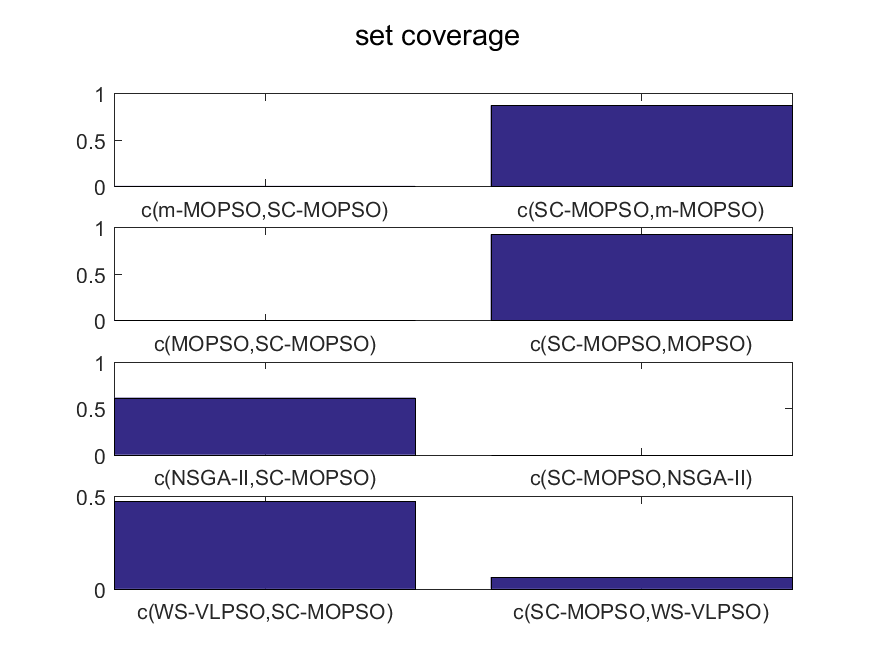 set coverage
1
0.5
0
c(m-MOPSO,SC-MOPSO) c(SC-MOPSO,m-MOPSO)
1
0.5
0
c(MOPSO,SC-MOPSO) c(SC-MOPSO,MOPSO)
1
0.5
0
c(NSGA-II,SC-MOPSO) c(SC-MOPSO,NSGA-II)
0.5
0
c(WS-VLPSO,SC-MOPSO) c(SC-MOPSO,WS-VLPSO)